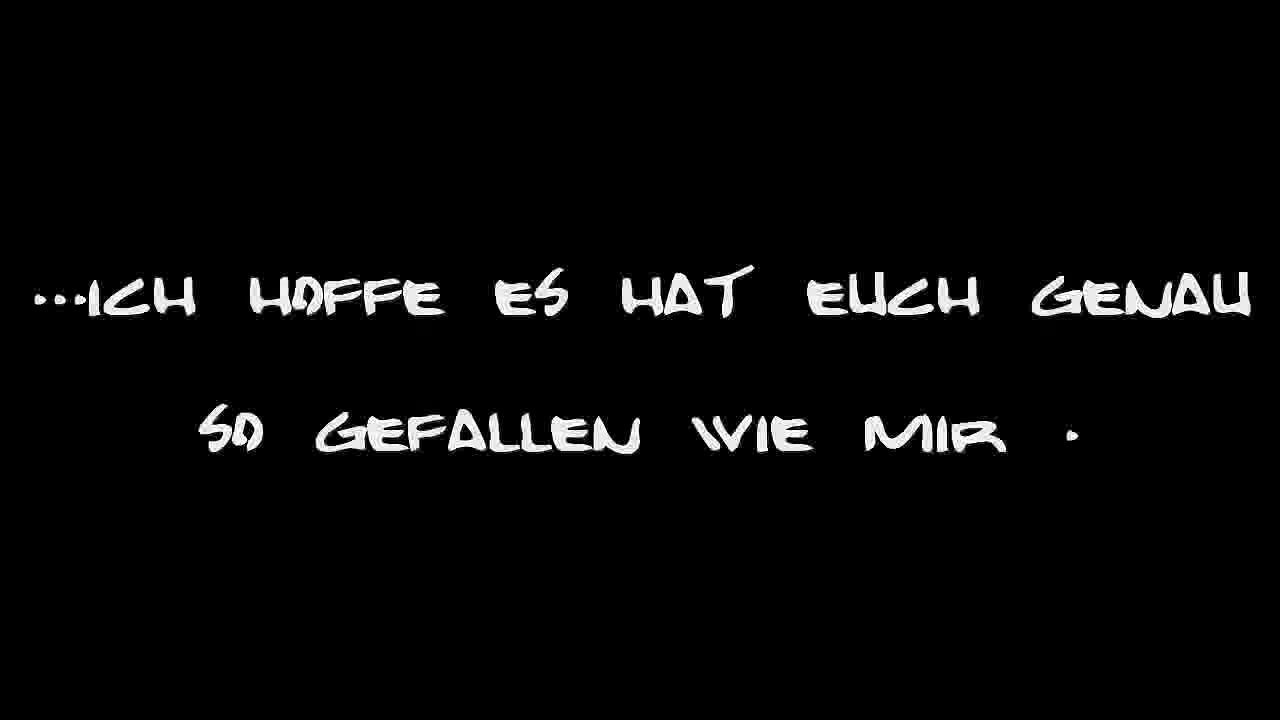 ...ICH HOFFE ES HAT EUCH GENAU
SO GEFALLEN WIE MIR .